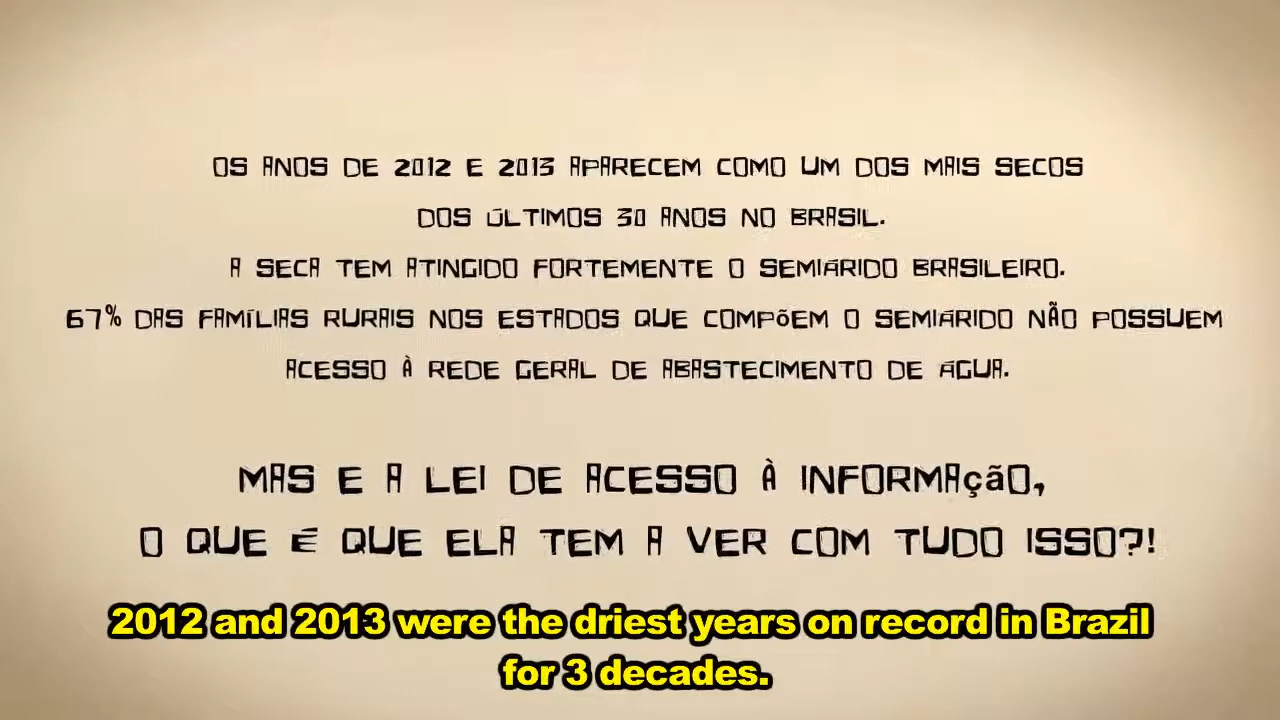 OS ANOS DE 2012 E 2013 APARECEM COMO UM DOS MAIS SECOS
DOS ÚLTIMOS 30 ANOS NO BRASIL.
A SECA TEM ATINGIDO FORTEMENTE O SEMIÁRIDO BRASILEIRO.
67% DAS FAMÍLIAS RURAIS NOS ESTADOS QUE COMPÕEM O SEMIÁRIDO NÃO POSSUEM
ACESSO À REDE GERAL DE ABASTECIMENTO DE ÁGUA.
MAS E A LEI DE ACESSO À INFORMAÇÃO,
O QUE É QUE ELA TEM A VER COM TUDO ISSO?!
2012 and 2013 were the driest years on record in Brazil
for 3 decades.